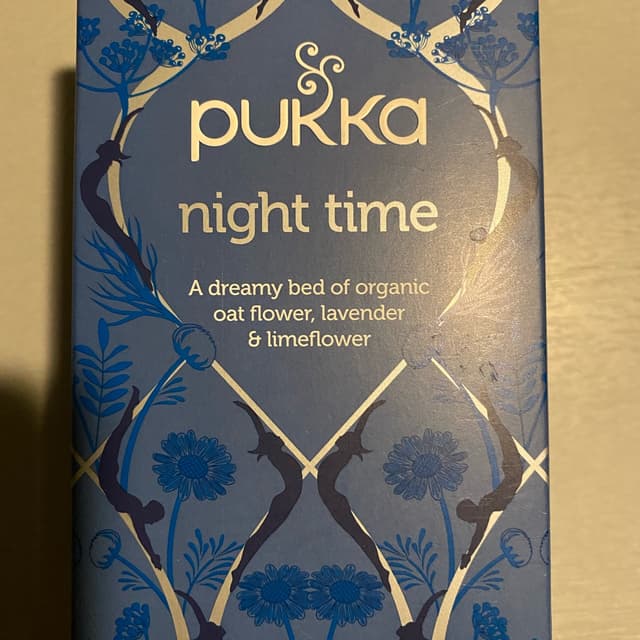 pukka
night time
A dreamy bed of organic
oat flower, lavender
& limeflower